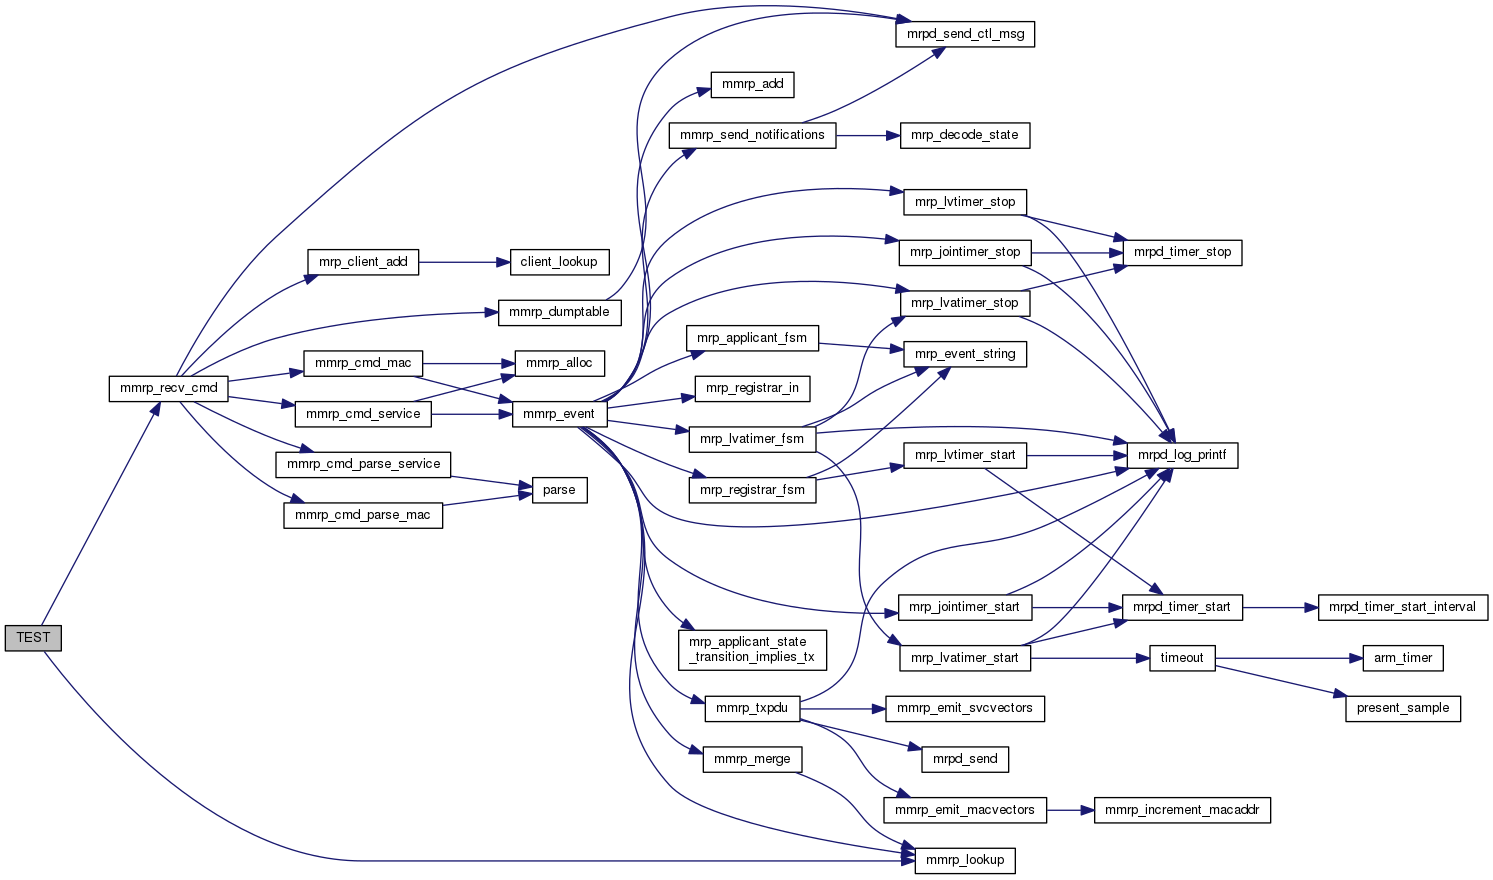 TEST
mmrp_recv_cmd
mrp_client_add
mmrp_cmd_mac
mmrp_cmd_service
mmrp_cmd_parse_service
mmrp_cmd_parse_mac
client_lookup
mmrp_dumptable
mmrp_alloc
mmrp_event
parse
mmrp_add
mmrp_send_notifications
mrp_applicant_fsm
mrp_registrar_in
mrp_lvatimer_fsm
mrp_registrar_fsm
mrp_applicant_state
_transition_implies_tx
mmrp_txpdu
mmrp_merge
mrpd_send_ctl_msg
mrp_decode_state
mrp_lvtimer_stop
mrp_jointimer_stop
mrp_lvatimer_stop
mrp_event_string
mrp_lvtimer_start
mrp_jointimer_start
mrp_lvatimer_start
mmrp_emit_svcvectors
mrpd_send
mmrp_emit_macvectors
mmrp_lookup
mrpd_timer_stop
mrpd_log_printf
mrpd_timer_start
timeout
mmrp_increment_macaddr
mrpd_timer_start_interval
arm_timer
present_sample